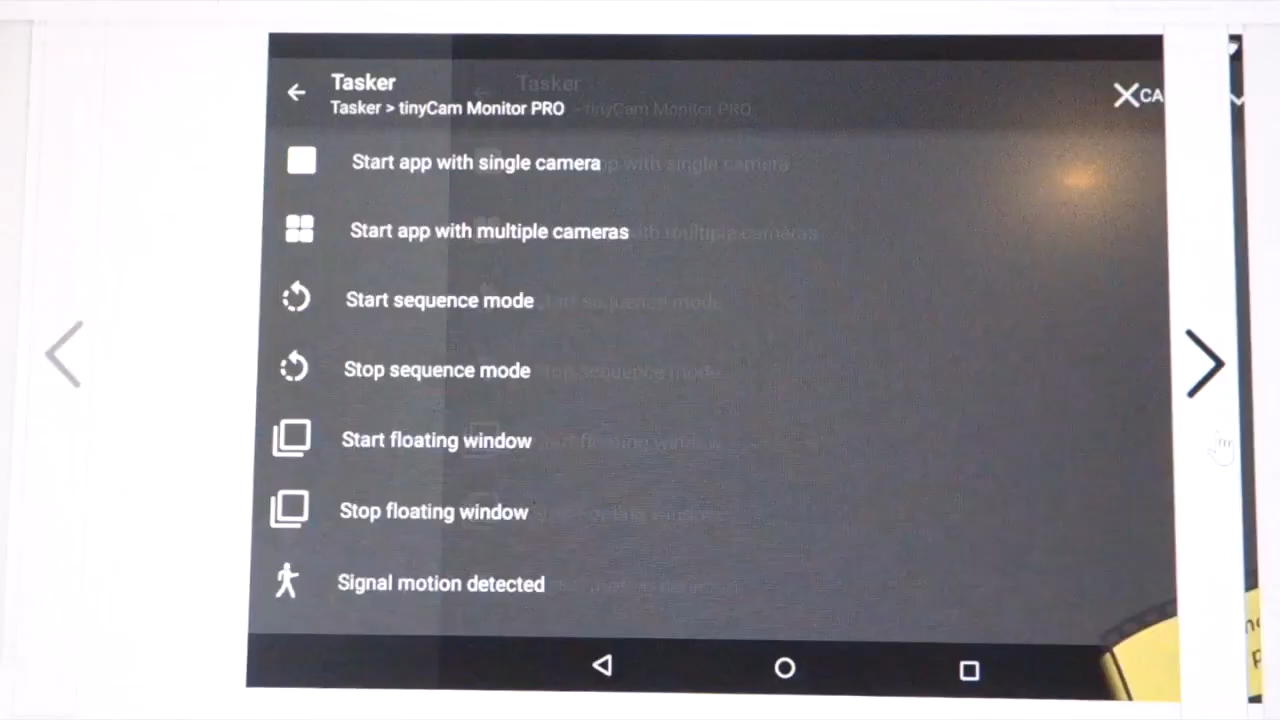 Tasker
Tasker > tinyCam Monitor PRO
CA
Start app with single camera
Start app with multiple cameras
Start sequence mode
Stop sequence mode
Start floating window
Stop floating window
Signal motion detected